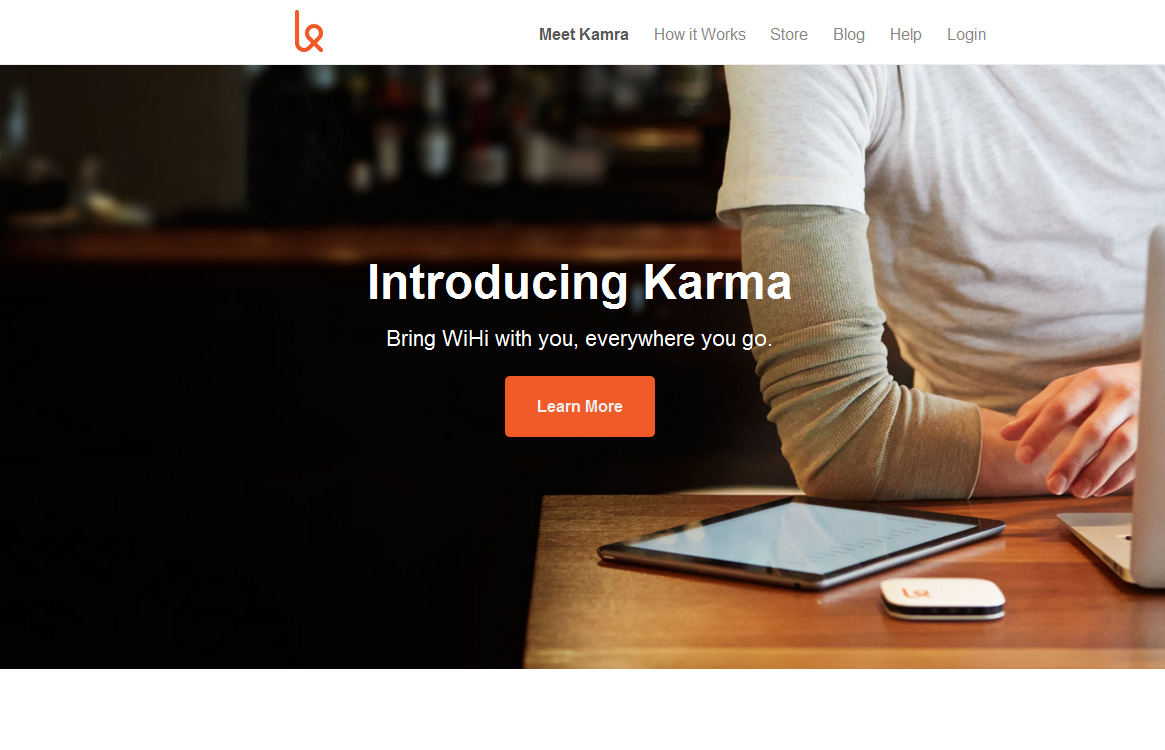 Meet Kamra How it Works Store Blog Help Login
Introducing Karma
Bring WiHi with you, everywhere you go.
Learn More